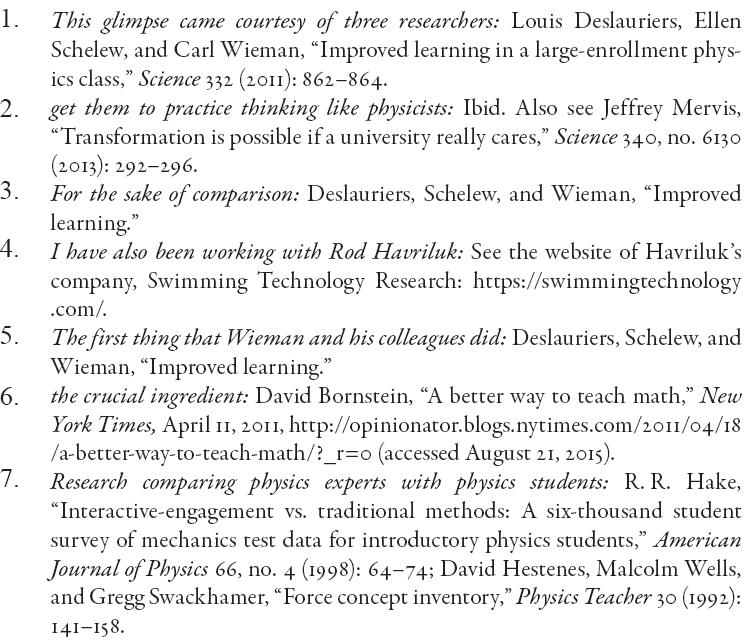 1. This glimpse came courtesy of three researchers: Louis Deslauriers, Ellen
Schelew, and Carl Wieman, “Improved learning in a large-enrollment phys-
ics class,” Science 332 (2011): 862–864.
2. get them to practice thinking like physicists: Ibid. Also see Jeffrey Mervis,
“Transformation is possible if a university really cares,” Science 340, no. 6130
(2013): 292–296.
3. For the sake of comparison: Deslauriers, Schelew, and Wieman, “Improved
learning.”
4. I have also been working with Rod Havriluk: See the website of Havriluk’s
company, Swimming Technology Research: https://swimmingtechnology
.com/.
5. The first thing that Wieman and his colleagues did: Deslauriers, Schelew, and
Wieman, “Improved learning.”
6. the crucial ingredient: David Bornstein, “A better way to teach math,” New
York Times, April 11, 2011, http://opinionator.blogs.nytimes.com/2011/04/18
/a-better-way-to-teach-math/?_r=0 (accessed August 21, 2015).
7. Research comparing physics experts with physics students: R. R. Hake,
“Interactive-engagement vs. traditional methods: A six-thousand student
survey of mechanics test data for introductory physics students,” American
Journal of Physics 66, no. 4 (1998): 64–74; David Hestenes, Malcolm Wells,
and Gregg Swackhamer, “Force concept inventory,” Physics Teacher 30 (1992):
141–158.